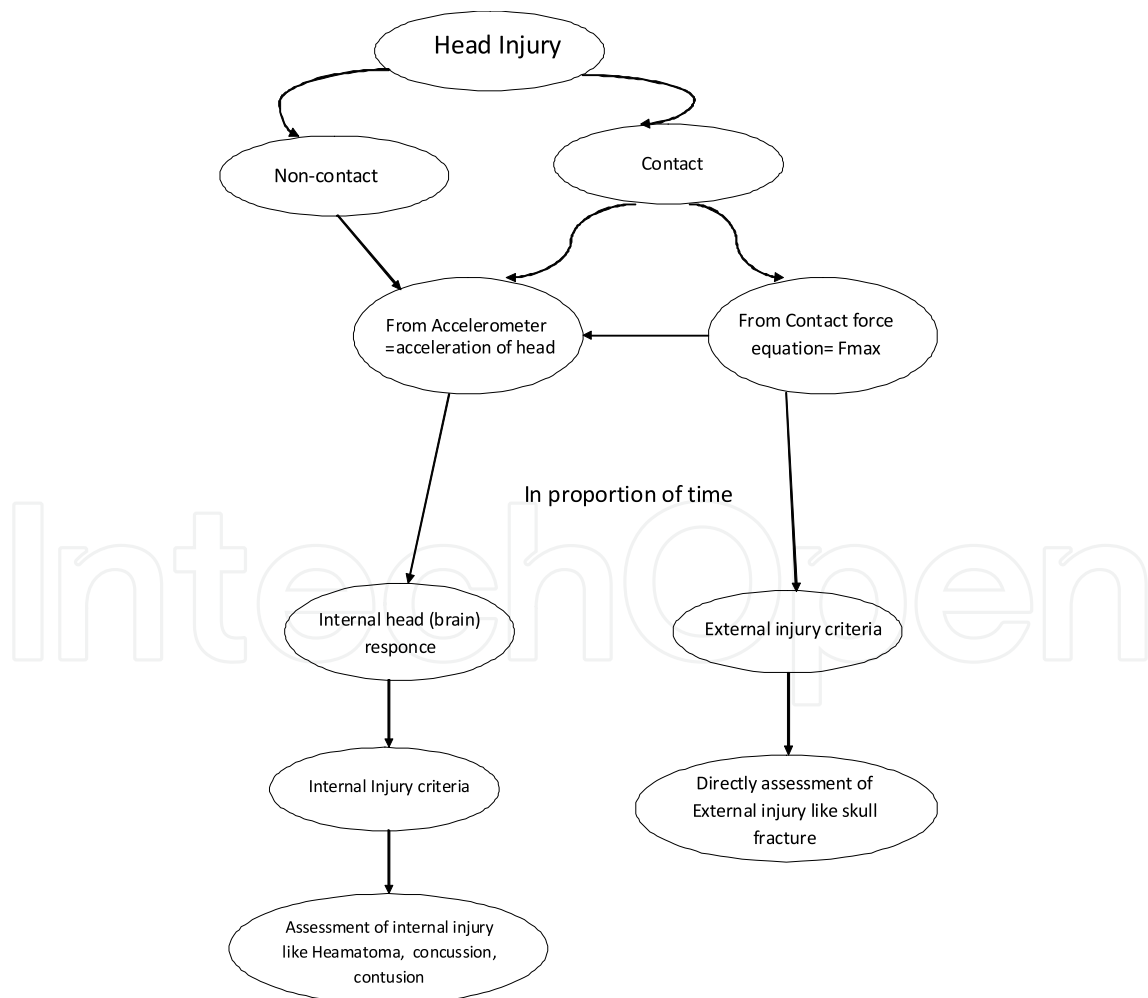 Head Injury
Non-contact
Contact
From Accelerometer
=acceleration of head
From Contact force
equation= Fmax
In proportion of time
Internal head (brain)
responce
External injury criteria
Internal Injury criteria
Directly assessment of
External injury like skull
fracture
Assessment of internal injury
like Heamatoma, concussion,
contusion
IntechOpen